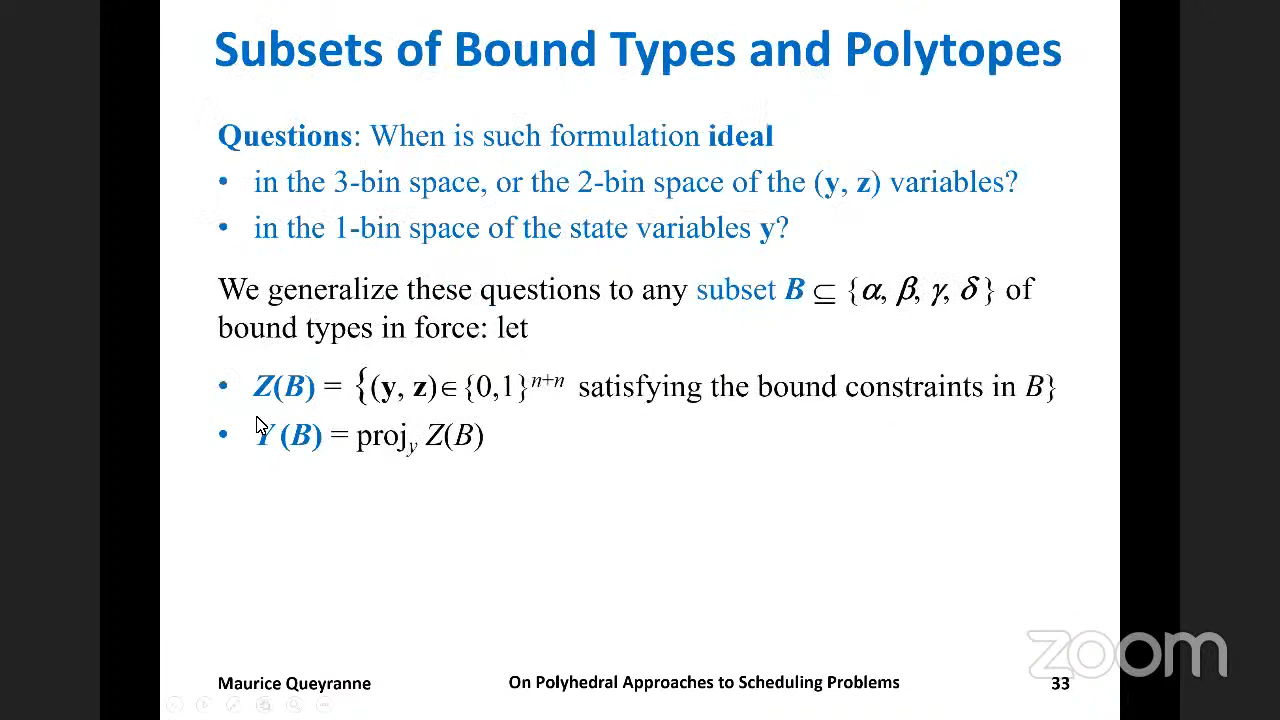 Subsets of Bound Types and Polytopes
Questions: When is such formulation ideal
• in the 3-bin space, or the 2-bin space of the (y, z) variables?
• in the 1-bin space of the state variables y?
We generalize these questions to any subset B ⊆ {α, β, γ, δ} of
bound types in force: let
• Z(B) = {(y, z)∈{0,1}ⁿ⁺ⁿ satisfying the bound constraints in B}
• Y(B) = proj_y Z(B)
zoom
Maurice Queyranne
On Polyhedral Approaches to Scheduling Problems
33